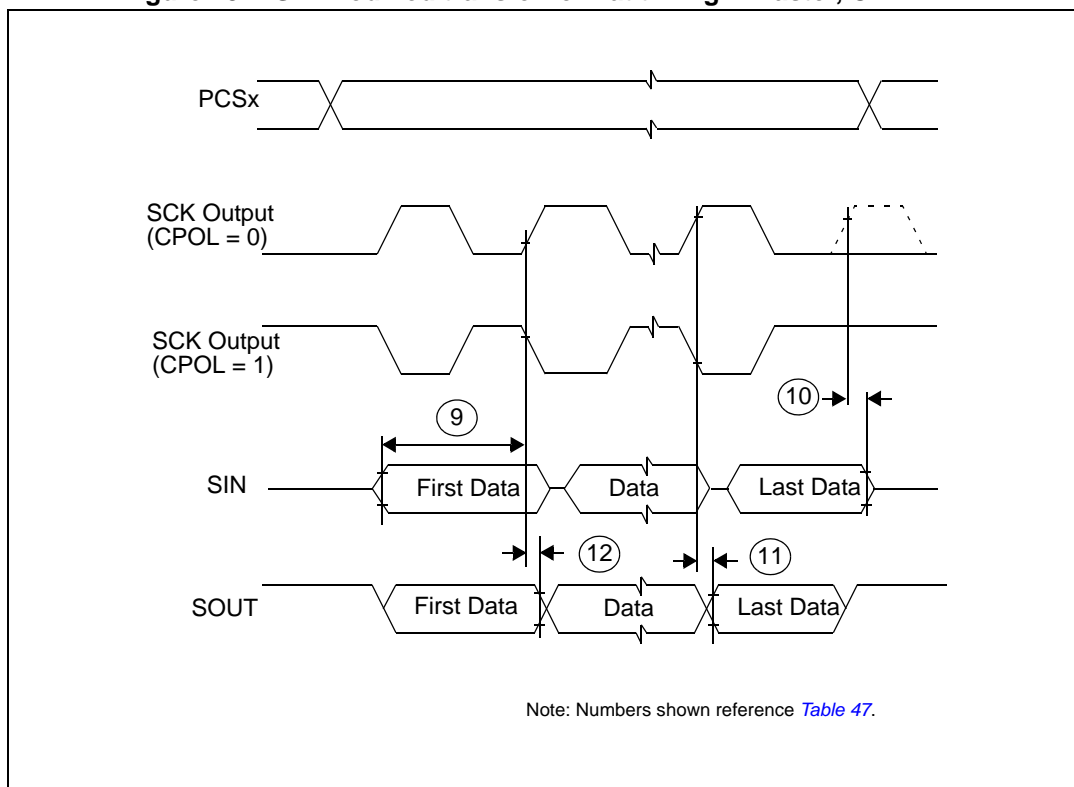 PCSx
SCK Output
(CPOL = 0)
SCK Output
(CPOL = 1)
10
9
SIN
First Data
Data
Last Data
12
11
SOUT
First Data
Data
Last Data
Note: Numbers shown reference Table 47.